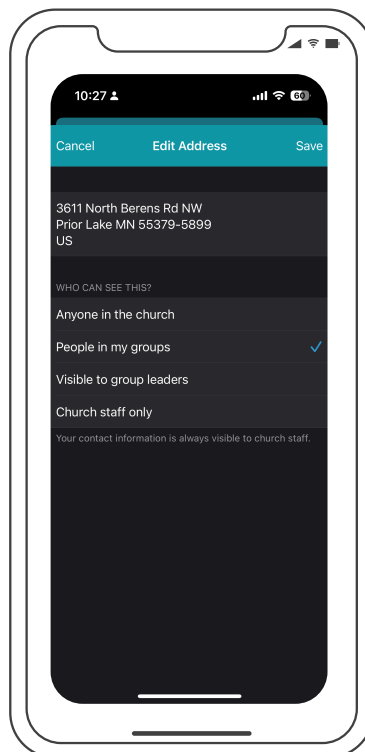 10:27
60
Cancel Edit Address Save
3611 North Berens Rd NW
Prior Lake MN 55379-5899
US
WHO CAN SEE THIS?
Anyone in the church
People in my groups
Visible to group leaders
Church staff only
Your contact information is always visible to church staff.